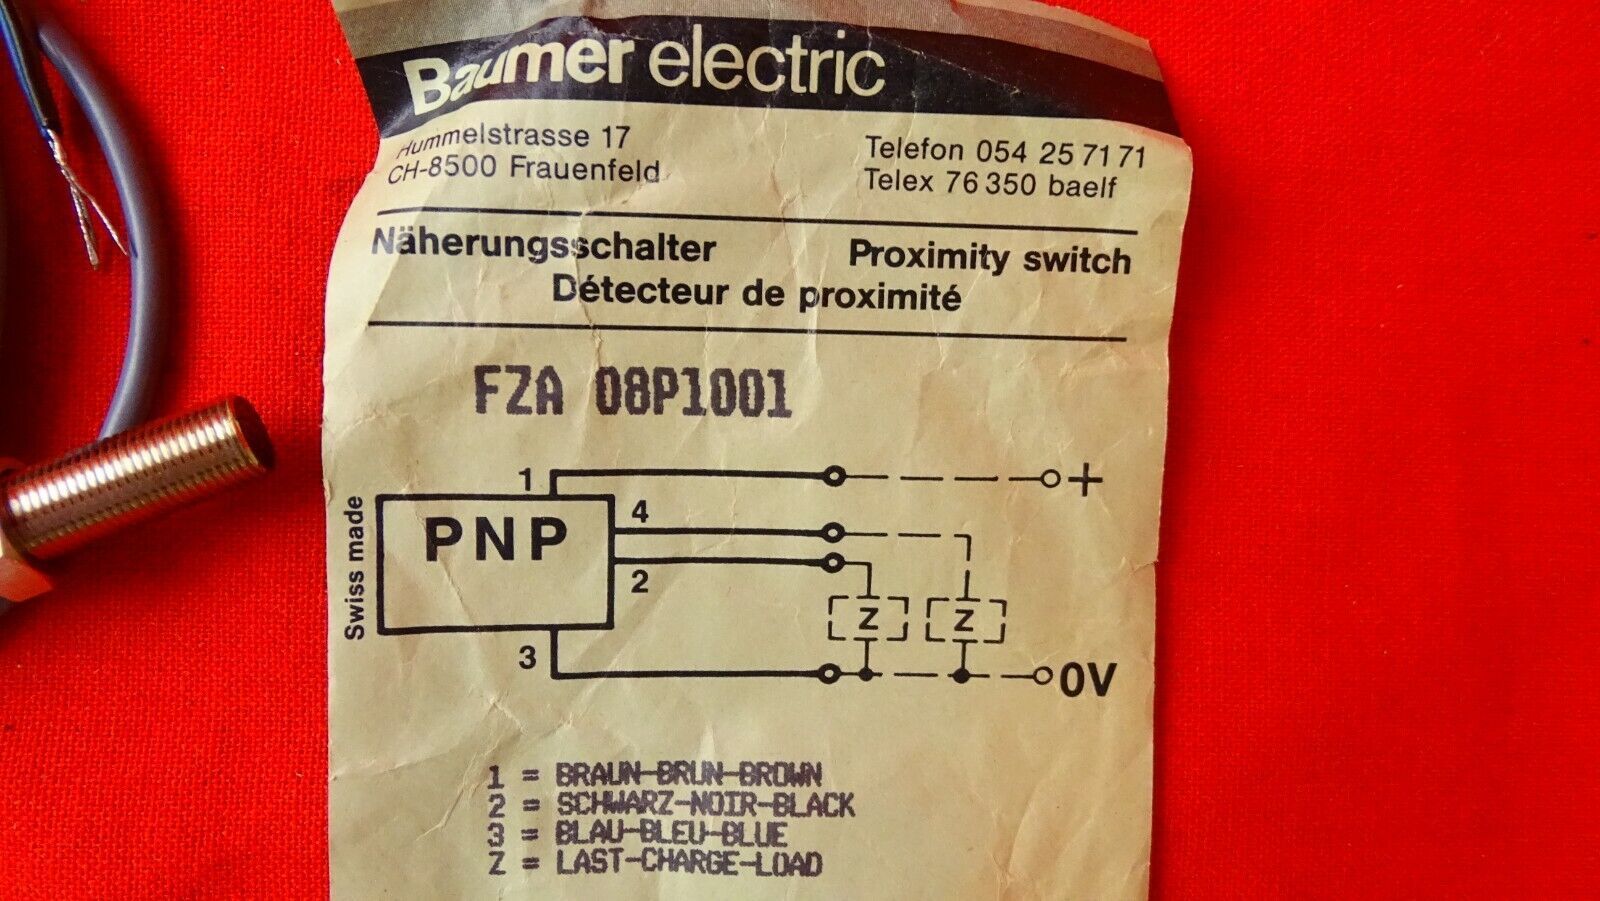 Baumer electric
Hummelstrasse 17
CH-8500 Frauenfeld
Telefon 054 25 71 71
Telex 76 350 baelf
Näherungsschalter Proximity switch
Détecteur de proximité
FZA 08P1001
1
+
4
PNP
2
Swiss made
Z Z
3
0V
1 = BRAUN-BRUN-BROWN
2 = SCHWARZ-NOIR-BLACK
3 = BLAU-BLEU-BLUE
Z = LAST-CHARGE-LOAD